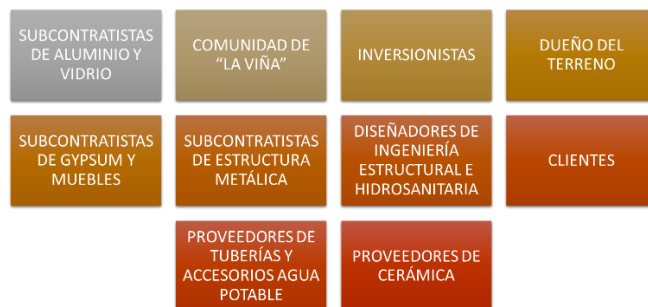 SUBCONTRATISTAS
DE ALUMINIO Y
VIDRIO
COMUNIDAD DE
“LA VIÑA”
INVERSIONISTAS
DUEÑO DEL
TERRENO
SUBCONTRATISTAS
DE GYPSUM Y
MUEBLES
SUBCONTRATISTAS
DE ESTRUCTURA
METÁLICA
DISEÑADORES DE
INGENIERÍA
ESTRUCTURAL E
HIDROSANITARIA
CLIENTES
PROVEEDORES DE
TUBERÍAS Y
ACCESORIOS AGUA
POTABLE
PROVEEDORES DE
CERÁMICA